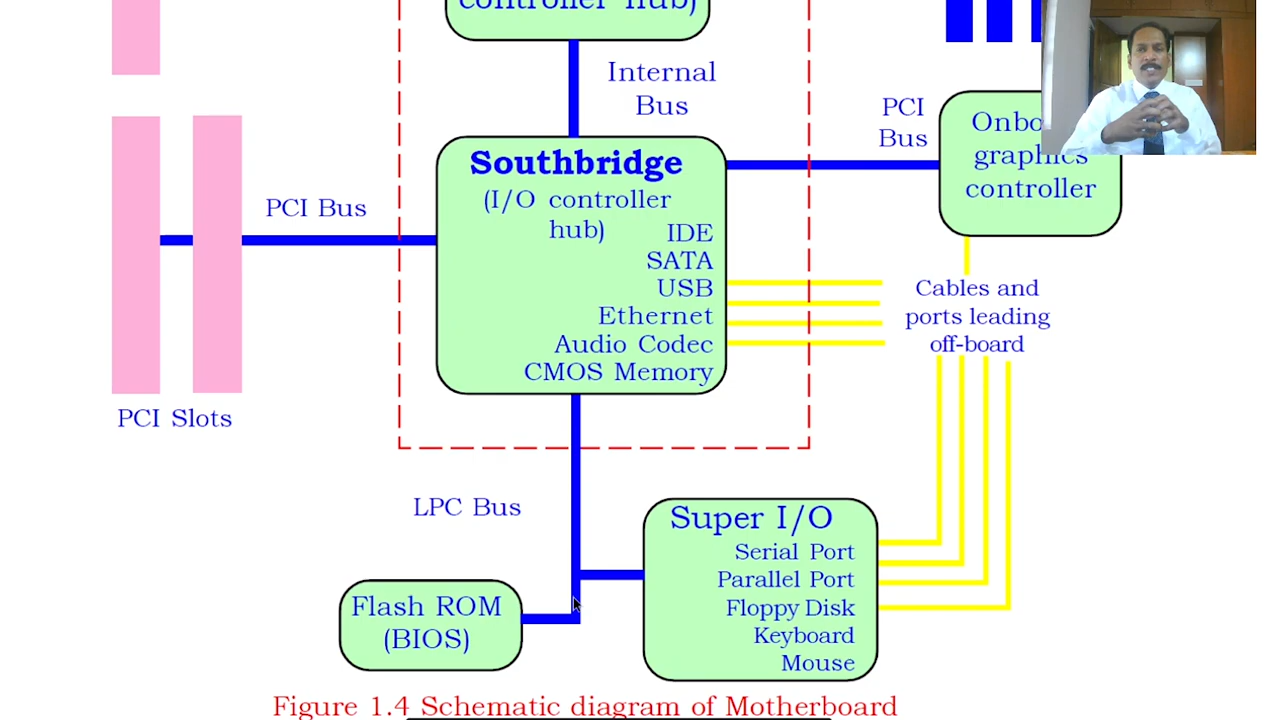 controller hub)
Internal
Bus
PCI
Bus
Onbo
graphics
controller
Southbridge
(I/O controller
hub)
PCI Bus
IDE
SATA
USB
Ethernet
Audio Codec
CMOS Memory
Cables and
ports leading
off-board
PCI Slots
LPC Bus
Super I/O
Serial Port
Parallel Port
Floppy Disk
Keyboard
Mouse
Flash ROM
(BIOS)
Figure 1.4 Schematic diagram of Motherboard